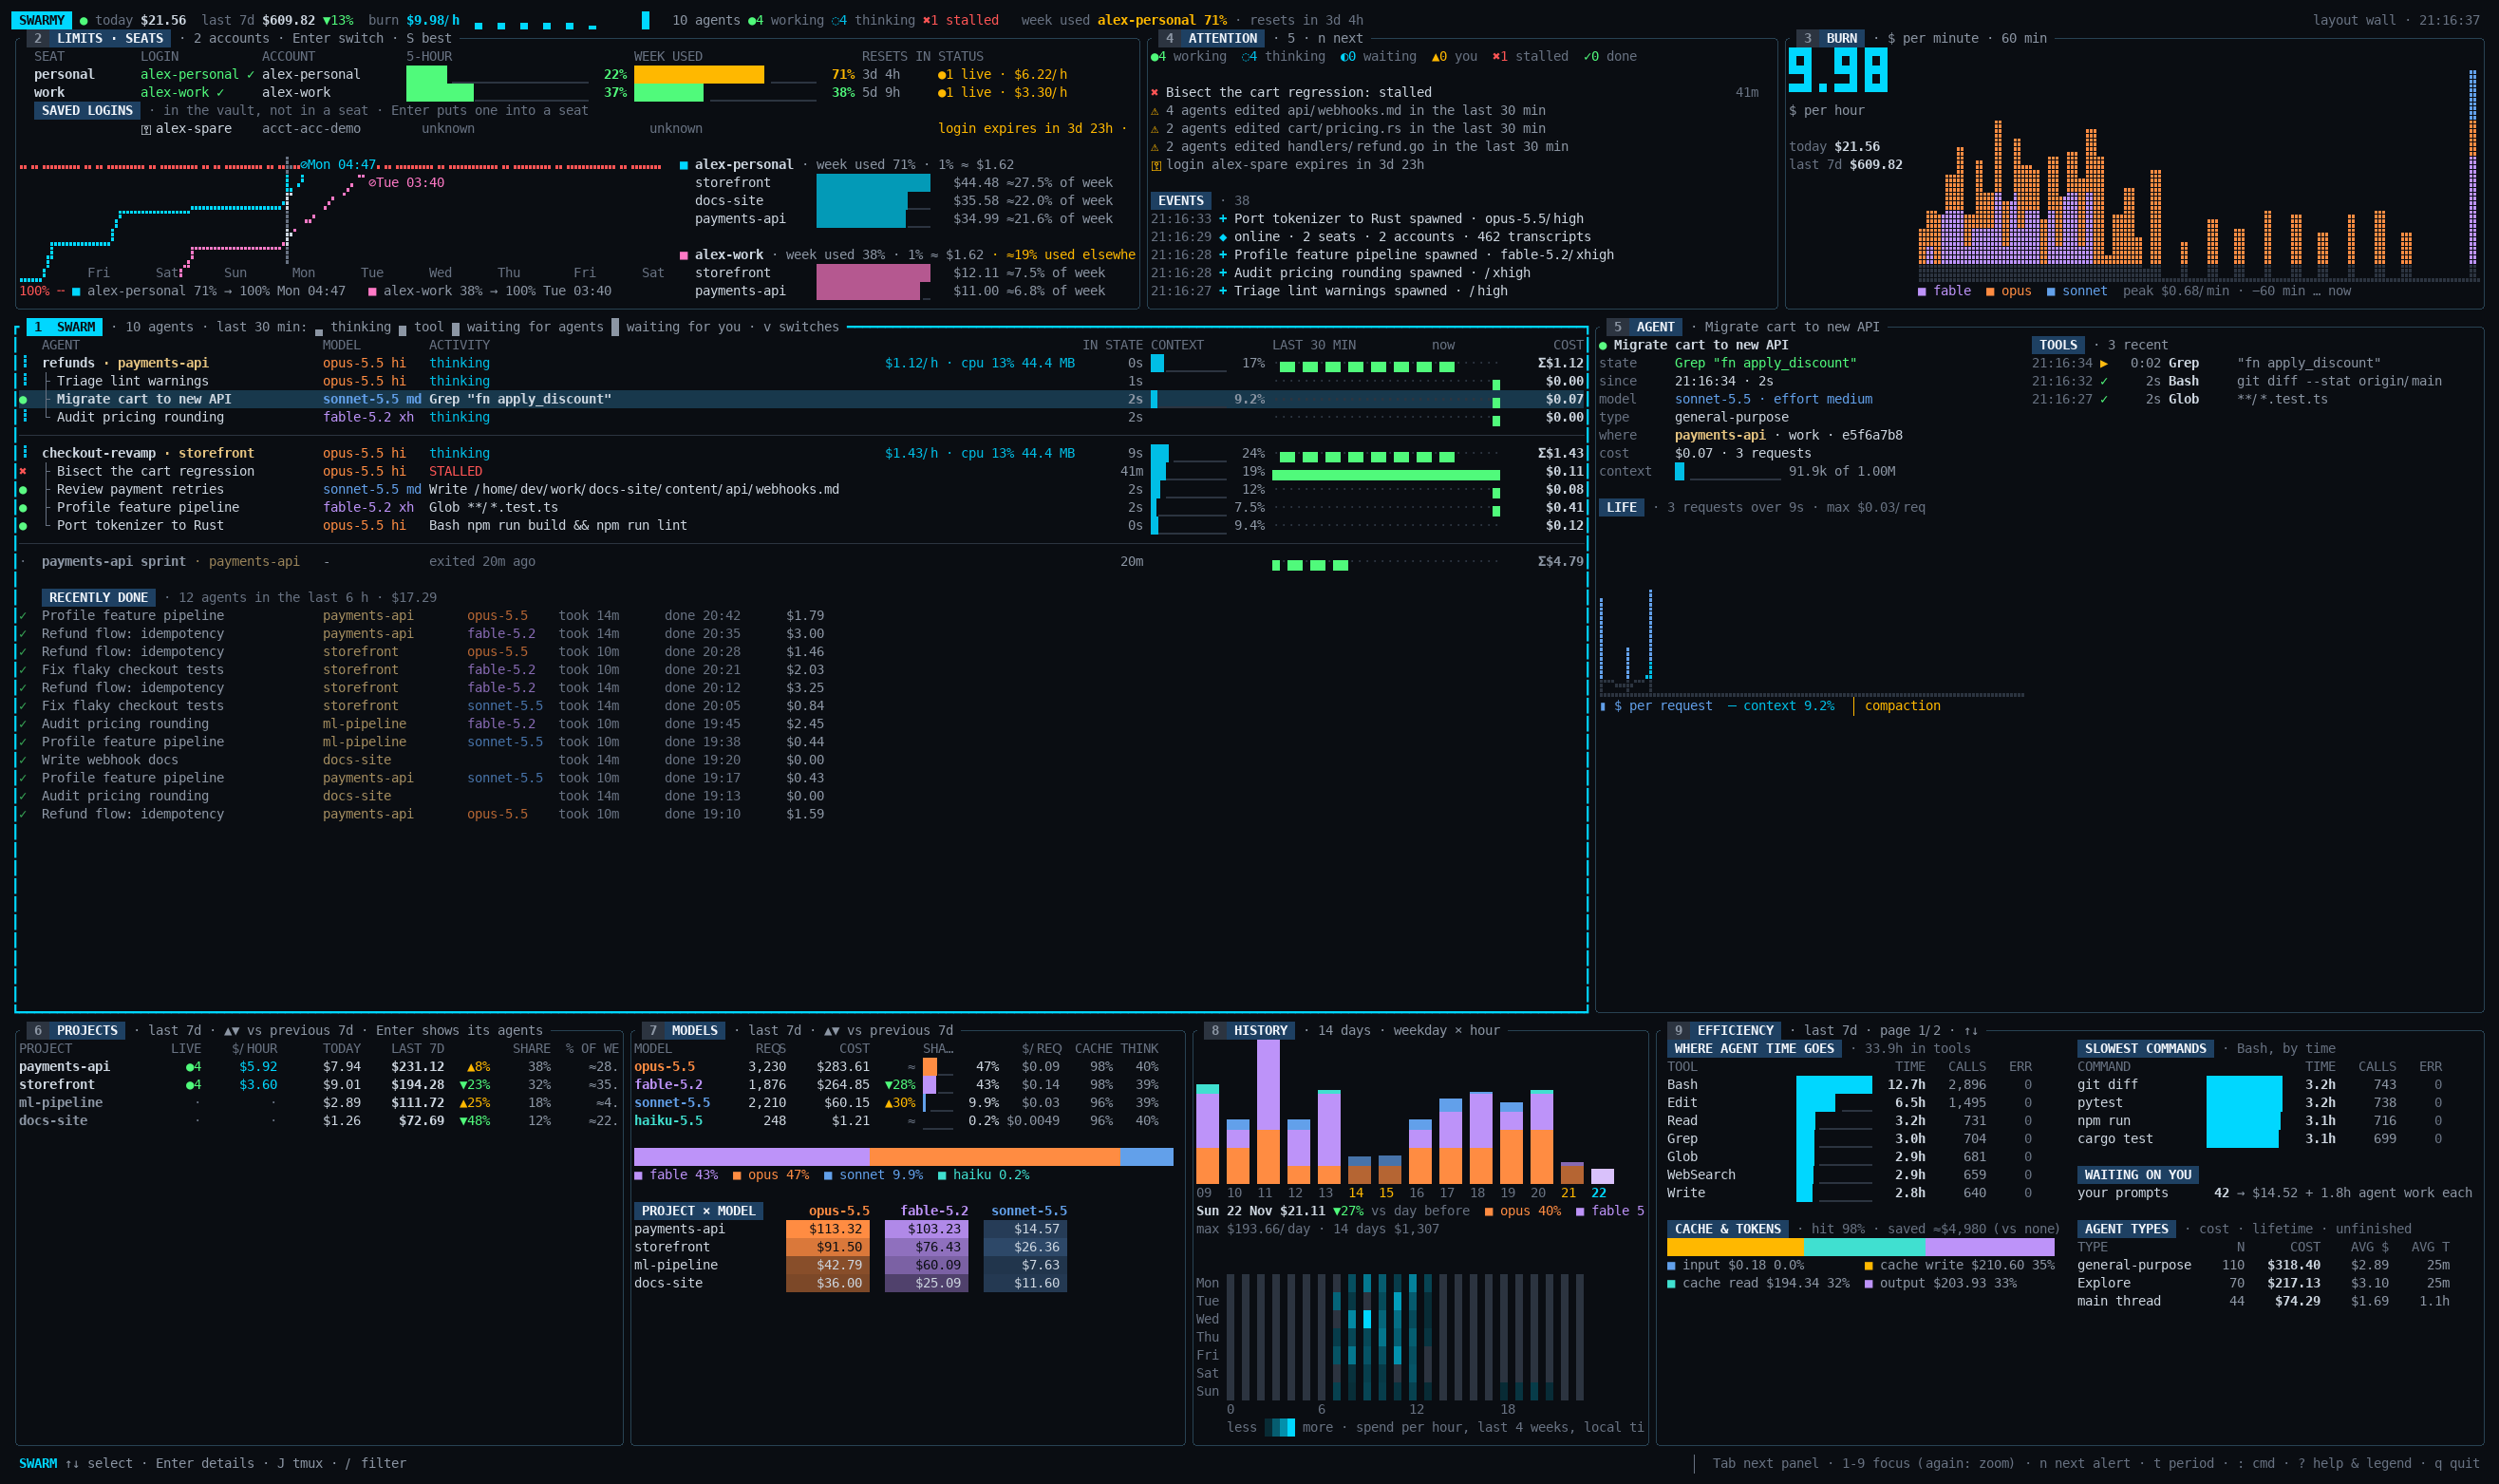 SWARMY ● today $21.56 last 7d $609.82 ▼13% burn $9.98/h 10 agents ●4 working ◌4 thinking ✖1 stalled week used alex-personal 71% · resets in 3d 4h layout wall · 21:16:37
2 LIMITS · SEATS · 2 accounts · Enter switch · S best
SEAT LOGIN ACCOUNT 5-HOUR WEEK USED RESETS IN STATUS
personal alex-personal ✓ alex-personal 22% 71% 3d 4h ●1 live · $6.22/h
work alex-work ✓ alex-work 37% 38% 5d 9h ●1 live · $3.30/h
SAVED LOGINS · in the vault, not in a seat · Enter puts one into a seat
⚿ alex-spare acct-acc-demo unknown unknown login expires in 3d 23h ·
⊘Mon 04:47
⊘Tue 03:40
Fri Sat Sun Mon Tue Wed Thu Fri Sat
100% ╌ ■ alex-personal 71% → 100% Mon 04:47 ■ alex-work 38% → 100% Tue 03:40
■ alex-personal · week used 71% · 1% ≈ $1.62
storefront $44.48 ≈27.5% of week
docs-site $35.58 ≈22.0% of week
payments-api $34.99 ≈21.6% of week
■ alex-work · week used 38% · 1% ≈ $1.62 · ≈19% used elsewhe
storefront $12.11 ≈7.5% of week
payments-api $11.00 ≈6.8% of week
4 ATTENTION · 5 · n next
●4 working ◌4 thinking ◐0 waiting ▲0 you ✖1 stalled ✓0 done
✖ Bisect the cart regression: stalled 41m
⚠ 4 agents edited api/webhooks.md in the last 30 min
⚠ 2 agents edited cart/pricing.rs in the last 30 min
⚠ 2 agents edited handlers/refund.go in the last 30 min
⚿ login alex-spare expires in 3d 23h
EVENTS · 38
21:16:33 + Port tokenizer to Rust spawned · opus-5.5/high
21:16:29 ◆ online · 2 seats · 2 accounts · 462 transcripts
21:16:28 + Profile feature pipeline spawned · fable-5.2/xhigh
21:16:28 + Audit pricing rounding spawned · /xhigh
21:16:27 + Triage lint warnings spawned · /high
3 BURN · $ per minute · 60 min
9.98
$ per hour
today $21.56
last 7d $609.82
■ fable ■ opus ■ sonnet peak $0.68/min · −60 min … now
1 SWARM · 10 agents · last 30 min: ▄ thinking ▄ tool ▆ waiting for agents █ waiting for you · v switches
AGENT MODEL ACTIVITY IN STATE CONTEXT LAST 30 MIN now COST
refunds · payments-api opus-5.5 hi thinking $1.12/h · cpu 13% 44.4 MB 0s 17% Σ$1.12
├ Triage lint warnings opus-5.5 hi thinking 1s $0.00
● ├ Migrate cart to new API sonnet-5.5 md Grep "fn apply_discount" 2s 9.2% $0.07
└ Audit pricing rounding fable-5.2 xh thinking 2s $0.00
checkout-revamp · storefront opus-5.5 hi thinking $1.43/h · cpu 13% 44.4 MB 9s 24% Σ$1.43
✖ ├ Bisect the cart regression opus-5.5 hi STALLED 41m 19% $0.11
● ├ Review payment retries sonnet-5.5 md Write /home/dev/work/docs-site/content/api/webhooks.md 2s 12% $0.08
● ├ Profile feature pipeline fable-5.2 xh Glob **/*.test.ts 2s 7.5% $0.41
● └ Port tokenizer to Rust opus-5.5 hi Bash npm run build && npm run lint 0s 9.4% $0.12
· payments-api sprint · payments-api - exited 20m ago 20m Σ$4.79
RECENTLY DONE · 12 agents in the last 6 h · $17.29
✓ Profile feature pipeline payments-api opus-5.5 took 14m done 20:42 $1.79
✓ Refund flow: idempotency payments-api fable-5.2 took 14m done 20:35 $3.00
✓ Refund flow: idempotency storefront opus-5.5 took 10m done 20:28 $1.46
✓ Fix flaky checkout tests storefront fable-5.2 took 10m done 20:21 $2.03
✓ Refund flow: idempotency storefront fable-5.2 took 14m done 20:12 $3.25
✓ Fix flaky checkout tests storefront sonnet-5.5 took 14m done 20:05 $0.84
✓ Audit pricing rounding ml-pipeline fable-5.2 took 10m done 19:45 $2.45
✓ Profile feature pipeline ml-pipeline sonnet-5.5 took 10m done 19:38 $0.44
✓ Write webhook docs docs-site took 14m done 19:20 $0.00
✓ Profile feature pipeline payments-api sonnet-5.5 took 10m done 19:17 $0.43
✓ Audit pricing rounding docs-site took 14m done 19:13 $0.00
✓ Refund flow: idempotency payments-api opus-5.5 took 10m done 19:10 $1.59
5 AGENT · Migrate cart to new API
● Migrate cart to new API
state Grep "fn apply_discount"
since 21:16:34 · 2s
model sonnet-5.5 · effort medium
type general-purpose
where payments-api · work · e5f6a7b8
cost $0.07 · 3 requests
context 91.9k of 1.00M
TOOLS · 3 recent
21:16:34 ▶ 0:02 Grep "fn apply_discount"
21:16:32 ✓ 2s Bash git diff --stat origin/main
21:16:27 ✓ 2s Glob **/*.test.ts
LIFE · 3 requests over 9s · max $0.03/req
▮ $ per request ─ context 9.2% │ compaction
6 PROJECTS · last 7d · ▲▼ vs previous 7d · Enter shows its agents
PROJECT LIVE $/HOUR TODAY LAST 7D SHARE % OF WE
payments-api ●4 $5.92 $7.94 $231.12 ▲8% 38% ≈28.
storefront ●4 $3.60 $9.01 $194.28 ▼23% 32% ≈35.
ml-pipeline · · $2.89 $111.72 ▲25% 18% ≈4.
docs-site · · $1.26 $72.69 ▼48% 12% ≈22.
7 MODELS · last 7d · ▲▼ vs previous 7d
MODEL REQS COST SHA… $/REQ CACHE THINK
opus-5.5 3,230 $283.61 ≈ 47% $0.09 98% 40%
fable-5.2 1,876 $264.85 ▼28% 43% $0.14 98% 39%
sonnet-5.5 2,210 $60.15 ▲30% 9.9% $0.03 96% 39%
haiku-5.5 248 $1.21 ≈ 0.2% $0.0049 96% 40%
■ fable 43% ■ opus 47% ■ sonnet 9.9% ■ haiku 0.2%
PROJECT × MODEL opus-5.5 fable-5.2 sonnet-5.5
payments-api $113.32 $103.23 $14.57
storefront $91.50 $76.43 $26.36
ml-pipeline $42.79 $60.09 $7.63
docs-site $36.00 $25.09 $11.60
8 HISTORY · 14 days · weekday × hour
09 10 11 12 13 14 15 16 17 18 19 20 21 22
Sun 22 Nov $21.11 ▼27% vs day before ■ opus 40% ■ fable 5
max $193.66/day · 14 days $1,307
Mon
Tue
Wed
Thu
Fri
Sat
Sun
0 6 12 18
less more · spend per hour, last 4 weeks, local ti
9 EFFICIENCY · last 7d · page 1/2 · ↑↓
WHERE AGENT TIME GOES · 33.9h in tools
TOOL TIME CALLS ERR
Bash 12.7h 2,896 0
Edit 6.5h 1,495 0
Read 3.2h 731 0
Grep 3.0h 704 0
Glob 2.9h 681 0
WebSearch 2.9h 659 0
Write 2.8h 640 0
CACHE & TOKENS · hit 98% · saved ≈$4,980 (vs none)
■ input $0.18 0.0% ■ cache write $210.60 35%
■ cache read $194.34 32% ■ output $203.93 33%
SLOWEST COMMANDS · Bash, by time
COMMAND TIME CALLS ERR
git diff 3.2h 743 0
pytest 3.2h 738 0
npm run 3.1h 716 0
cargo test 3.1h 699 0
WAITING ON YOU
your prompts 42 → $14.52 + 1.8h agent work each
AGENT TYPES · cost · lifetime · unfinished
TYPE N COST AVG $ AVG T
general-purpose 110 $318.40 $2.89 25m
Explore 70 $217.13 $3.10 25m
main thread 44 $74.29 $1.69 1.1h
SWARM ↑↓ select · Enter details · J tmux · / filter │ Tab next panel · 1-9 focus (again: zoom) · n next alert · t period · : cmd · ? help & legend · q quit